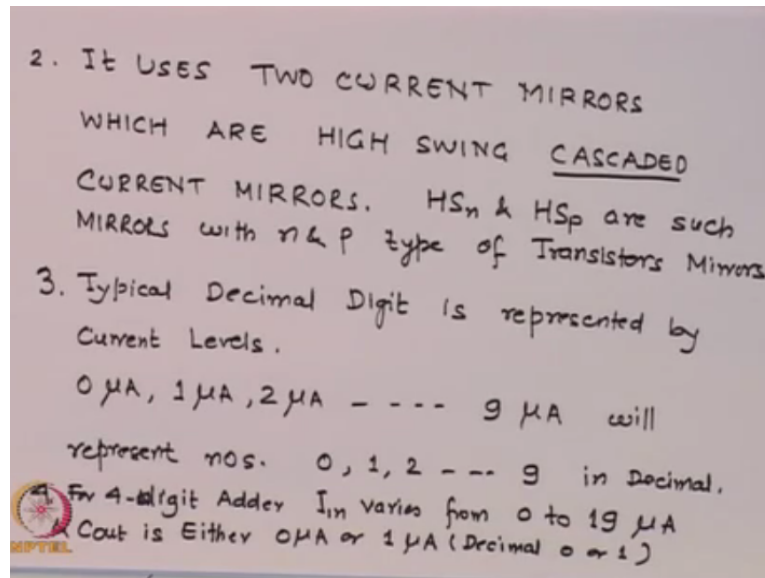 2. IT USES TWO CURRENT MIRRORS
WHICH ARE HIGH SWING CASCADED
CURRENT MIRRORS. HSn & HSp are such
MIRRORS with n & p type of Transistors Mirrors
3. Typical Decimal Digit is represented by
Current Levels.
0 μA, 1 μA, 2 μA - - - - 9 μA will
represent nos. 0, 1, 2 - - - 9 in Decimal.
4. For 4-digit Adder Iin varies from 0 to 19 μA
& Cout is Either 0μA or 1 μA (Decimal 0 or 1)
NPTEL